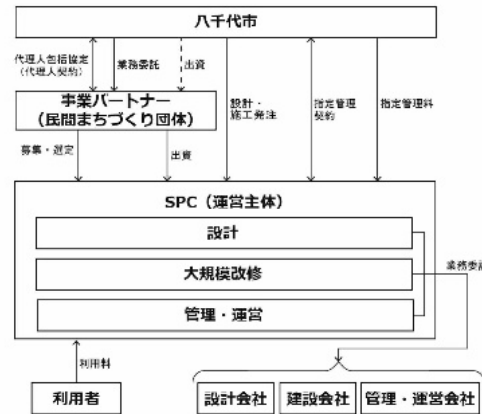 八千代市
代理人包括協定
(代理人契約)
業務委託
出資
事業パートナー
(民間まちづくり団体)
設計・
施工発注
指定管理
契約
指定管理料
募集・選定
出資
SPC(運営主体)
設計
大規模改修
管理・運営
業務委託
利用料
利用者
設計会社
建設会社
管理・運営会社